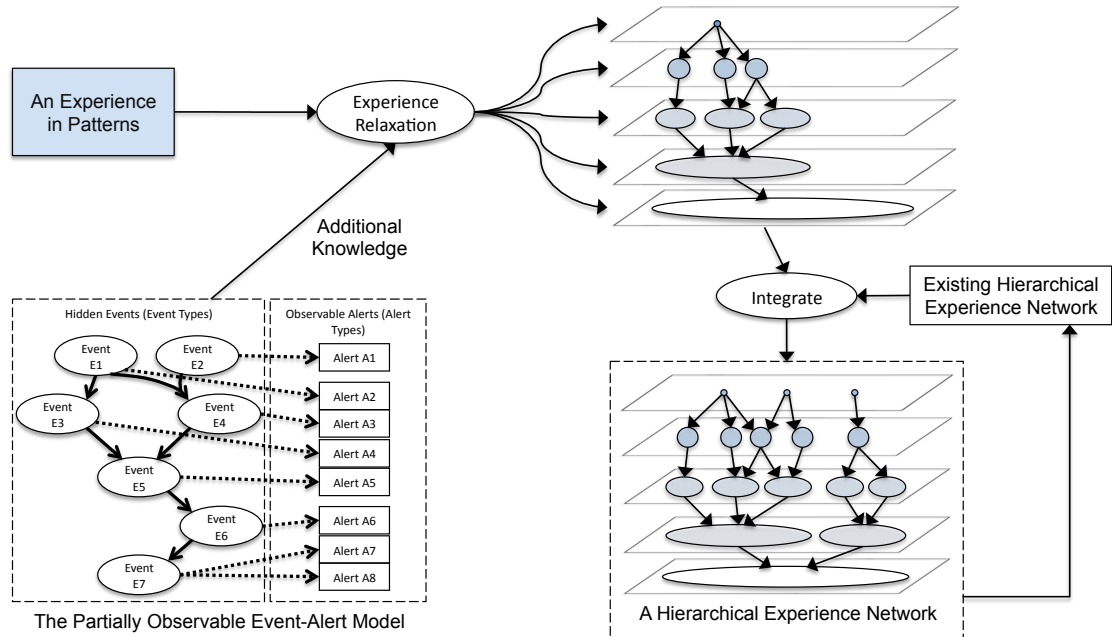 An Experience
in Patterns
Experience
Relaxation
Additional
Knowledge
Integrate
Existing Hierarchical
Experience Network
Hidden Events (Event Types)
Observable Alerts (Alert
Types)
Event
E1
Event
E2
Event
E3
Event
E4
Event
E5
Event
E6
Event
E7
Alert A1
Alert A2
Alert A3
Alert A4
Alert A5
Alert A6
Alert A7
Alert A8
The Partially Observable Event-Alert Model
A Hierarchical Experience Network